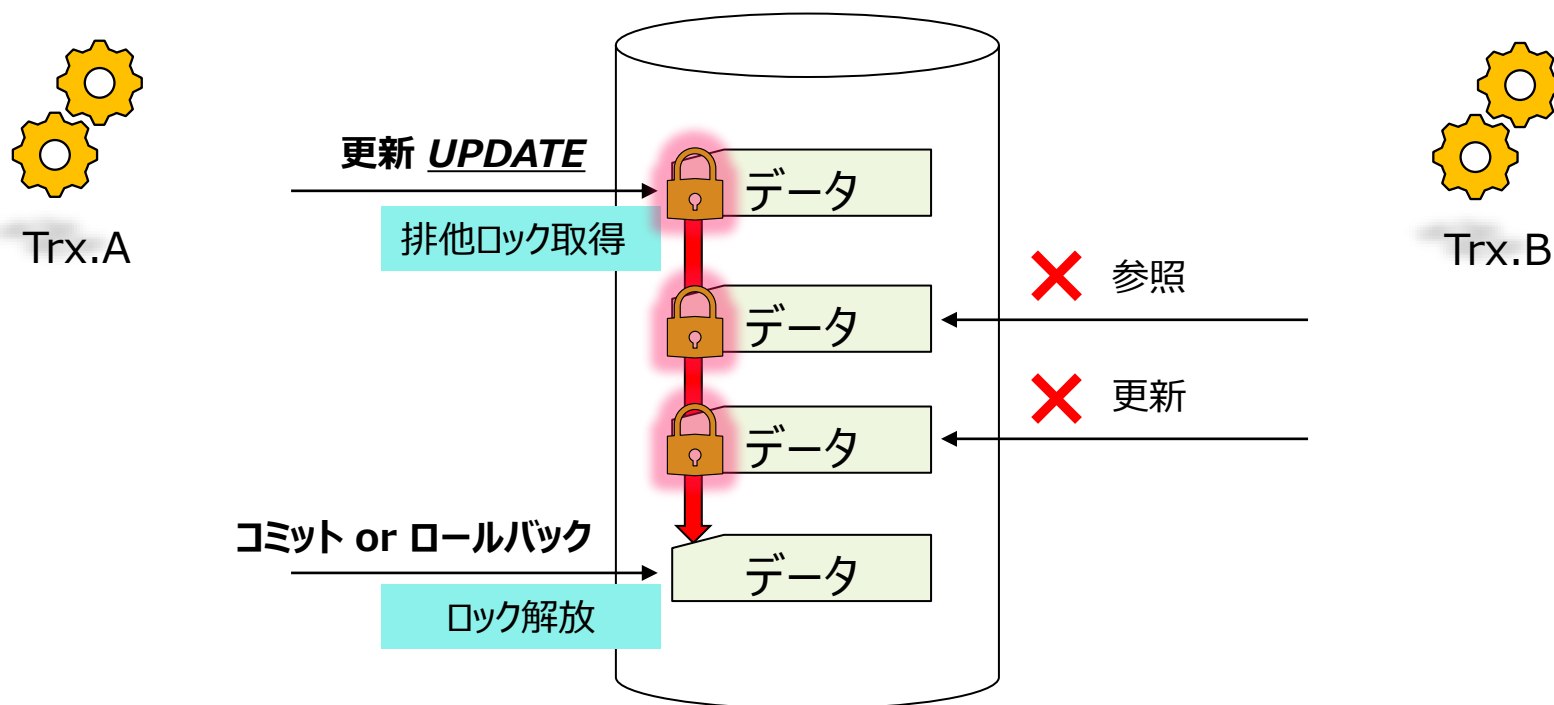 更新 UPDATE
データ
排他ロック取得
Trx.A
Trx.B
参照
データ
更新
データ
コミット or ロールバック
データ
ロック解放